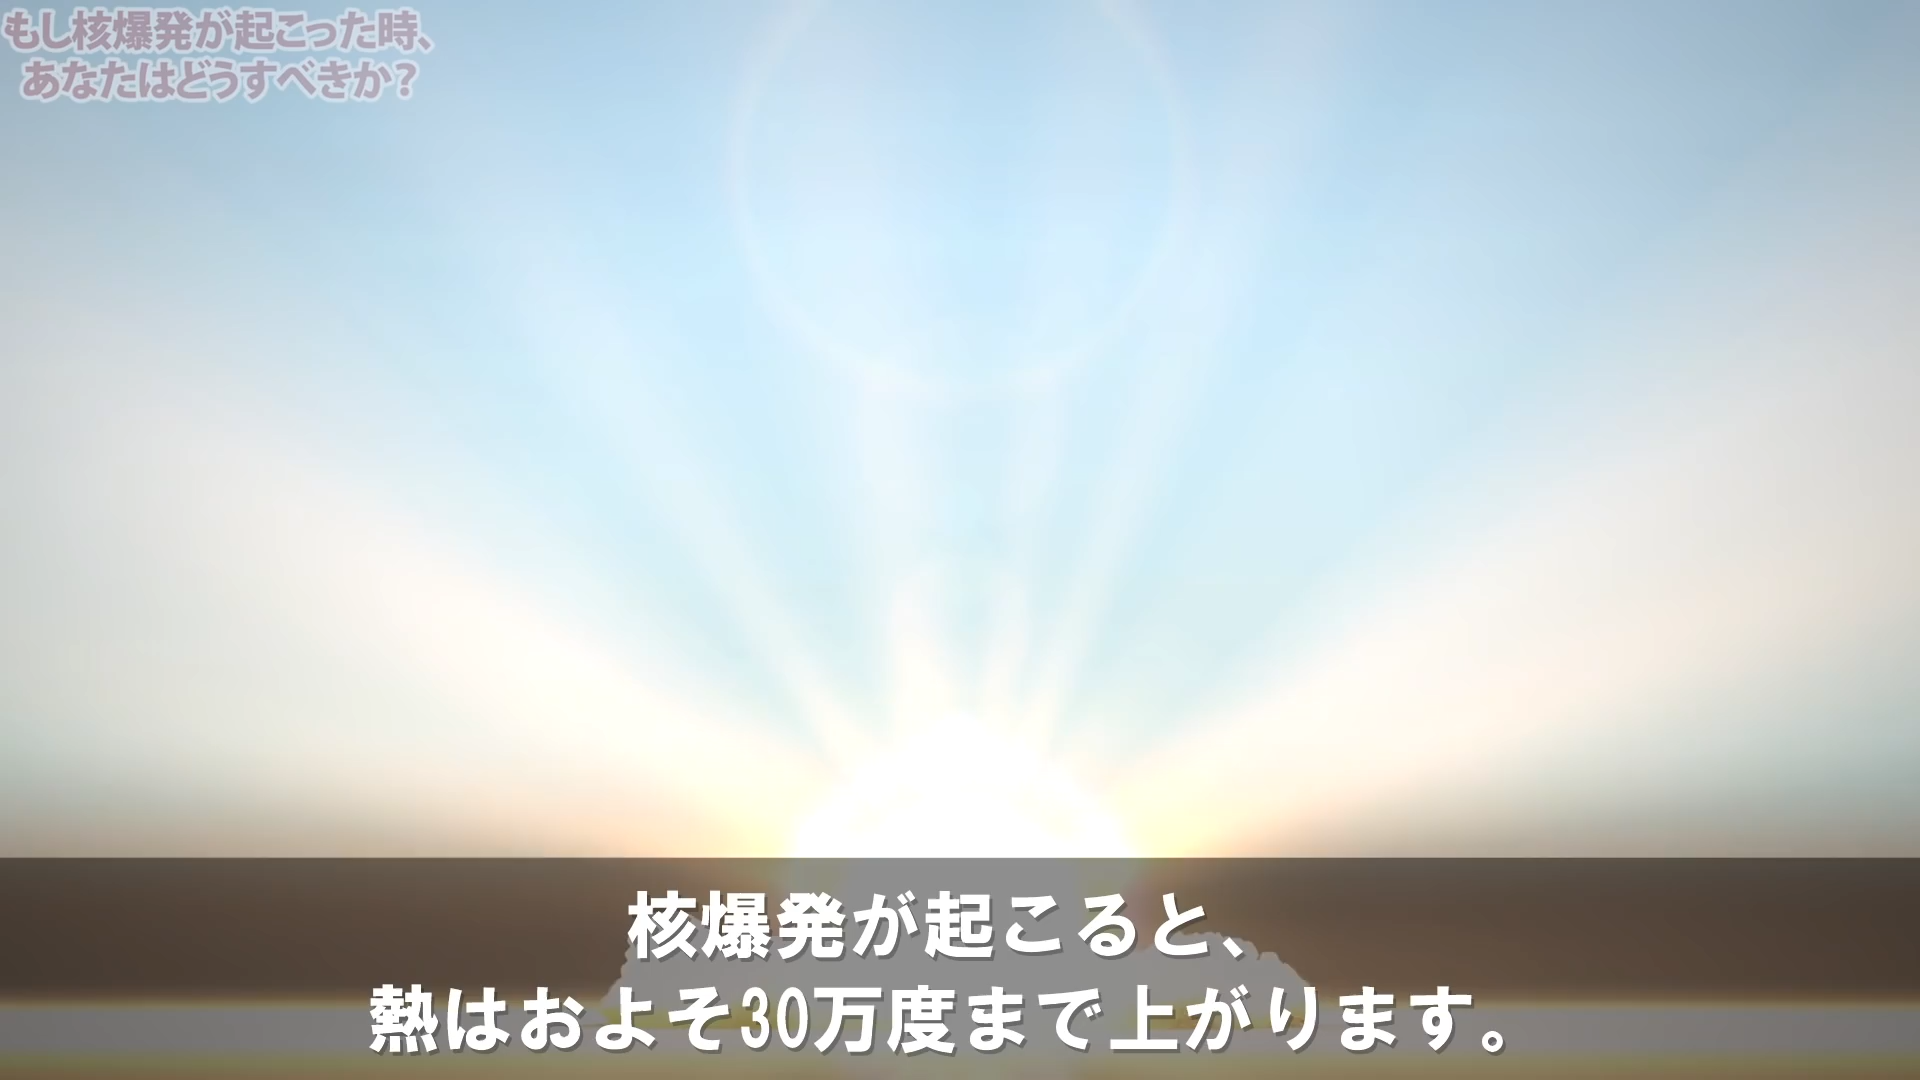 もし核爆発が起こった時、
あなたはどうすべきか?
核爆発が起こると、
熱はおよそ30万度まで上がります。